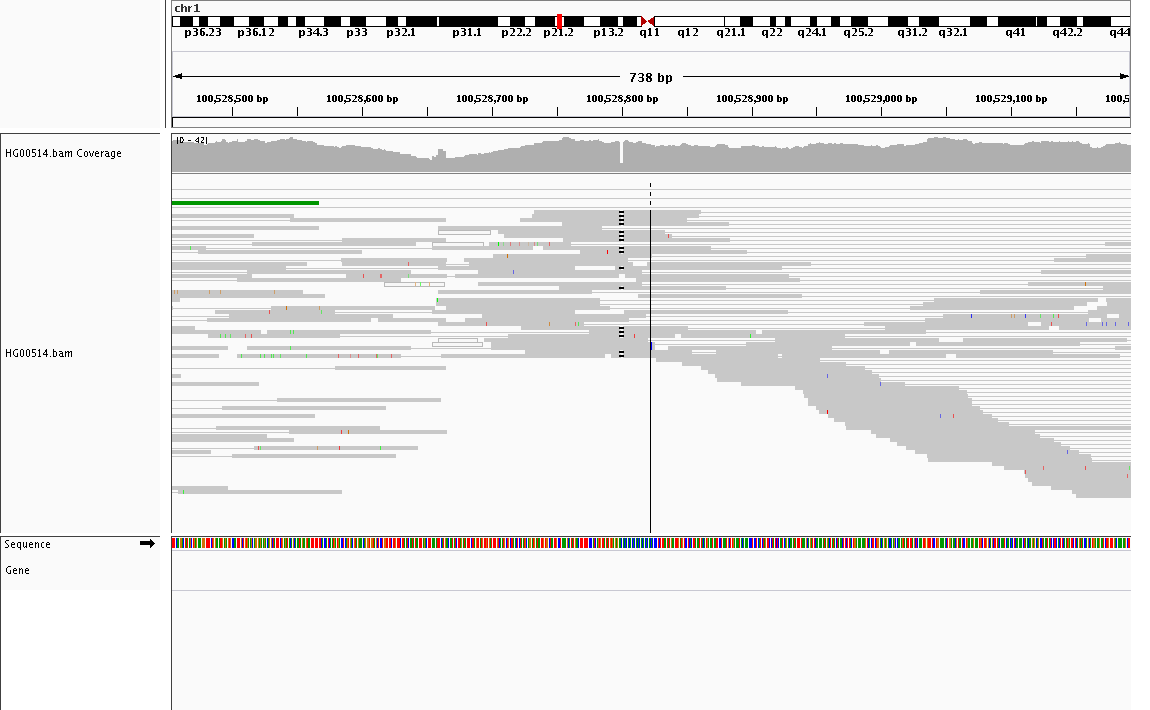 chr1
p36.23 p36.12 p34.3 p33 p32.1 p31.1 p22.2 p21.2 p13.2 q11 q12 q21.1 q22 q24.1 q25.2 q31.2 q32.1 q41 q42.2 q44
738 bp
100,528,500 bp 100,528,600 bp 100,528,700 bp 100,528,800 bp 100,528,900 bp 100,529,000 bp 100,529,100 bp 100,5
[0 - 42]
HG00514.bam Coverage
HG00514.bam
Sequence
Gene